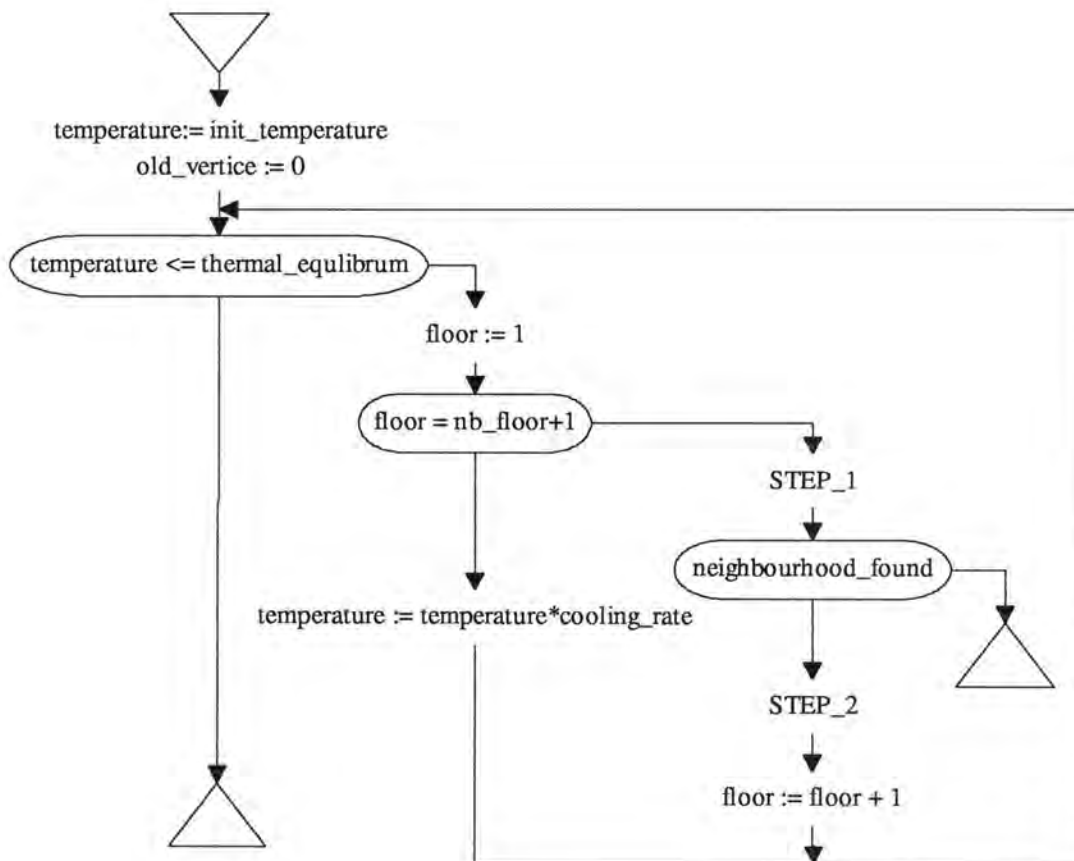 temperature:= init_temperature
old_vertice := 0
temperature <= thermal_equlibrum
floor := 1
floor = nb_floor+1
STEP_1
neighbourhood_found
temperature := temperature*cooling_rate
STEP_2
floor := floor + 1